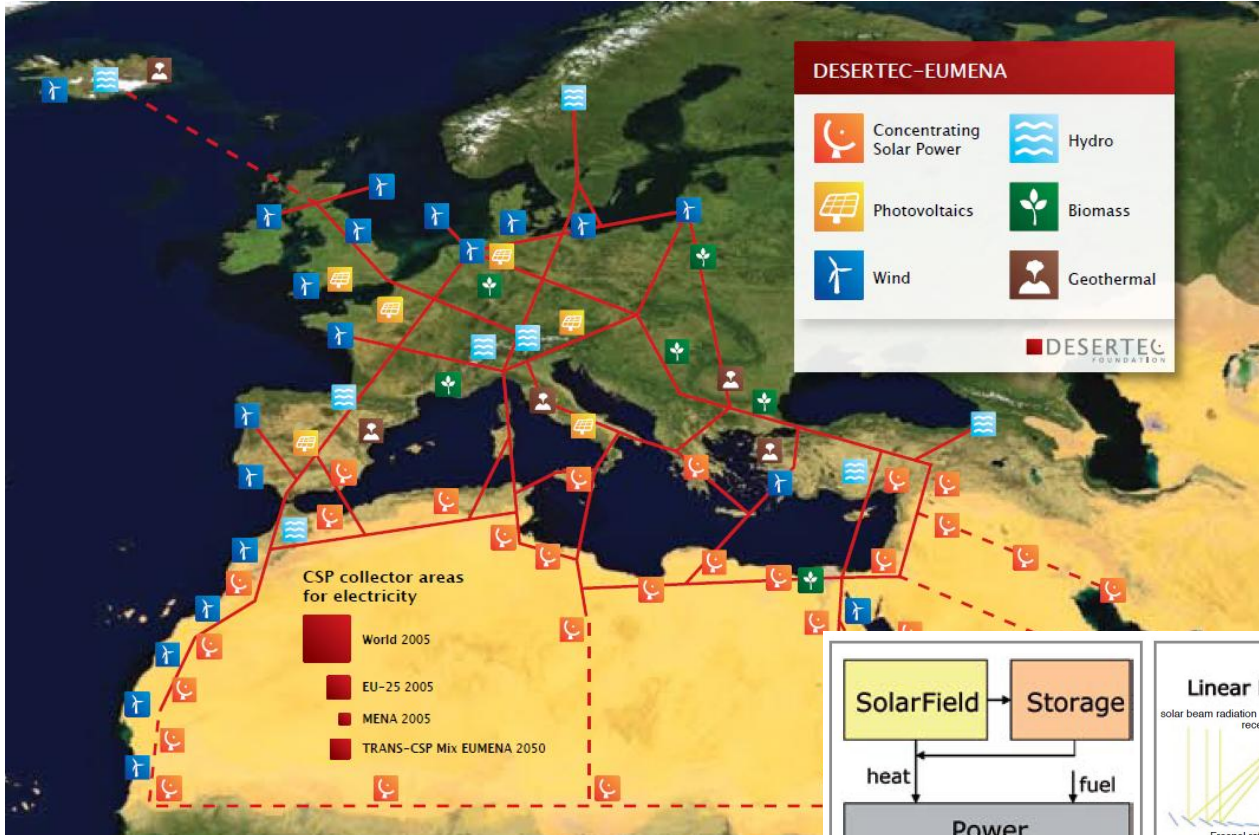 DESERTEC-EUMENA
Concentrating
Solar Power
Hydro
Photovoltaics
Biomass
Wind
Geothermal
DESERTEC
FOUNDATION
CSP collector areas
for electricity
World 2005
EU-25 2005
MENA 2005
TRANS-CSP Mix EUMENA 2050
SolarField
Storage
heat
fuel
Power
Linear
solar beam radiation